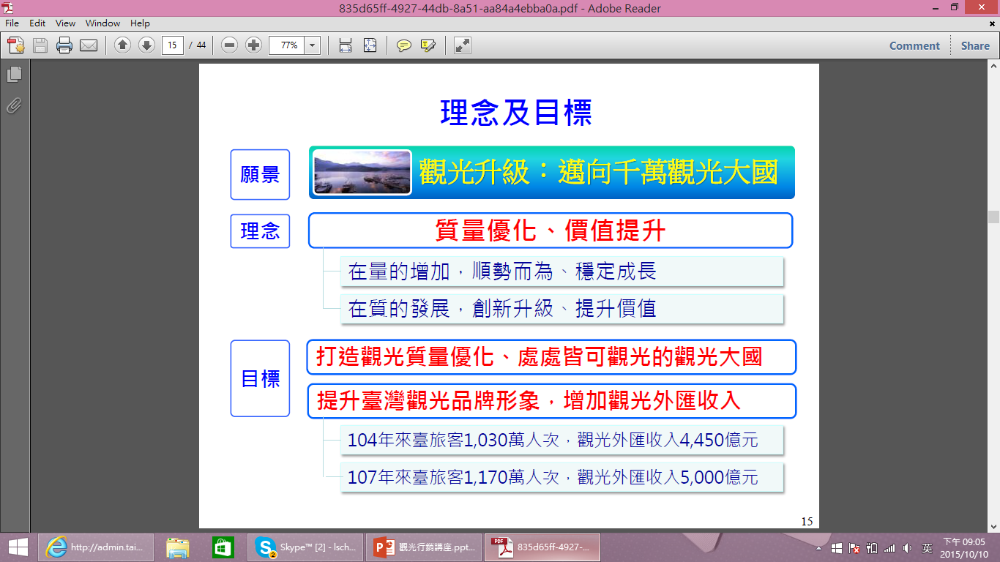 835d65ff-4927-44db-8a51-aa84a4ebba0a.pdf - Adobe Reader
File Edit View Window Help
15 / 44 77% Comment Share
理念及目標
願景
觀光升級：邁向千萬觀光大國
理念
質量優化、價值提升
在量的增加，順勢而為、穩定成長
在質的發展，創新升級、提升價值
目標
打造觀光質量優化、處處皆可觀光的觀光大國
提升臺灣觀光品牌形象，增加觀光外匯收入
104年來臺旅客1,030萬人次，觀光外匯收入4,450億元
107年來臺旅客1,170萬人次，觀光外匯收入5,000億元
15
http://admin.tai...
2
Skype™ [2] - lsch...
觀光行銷講座.ppt...
PDF
835d65ff-4927-...
英
下午 09:05
2015/10/10